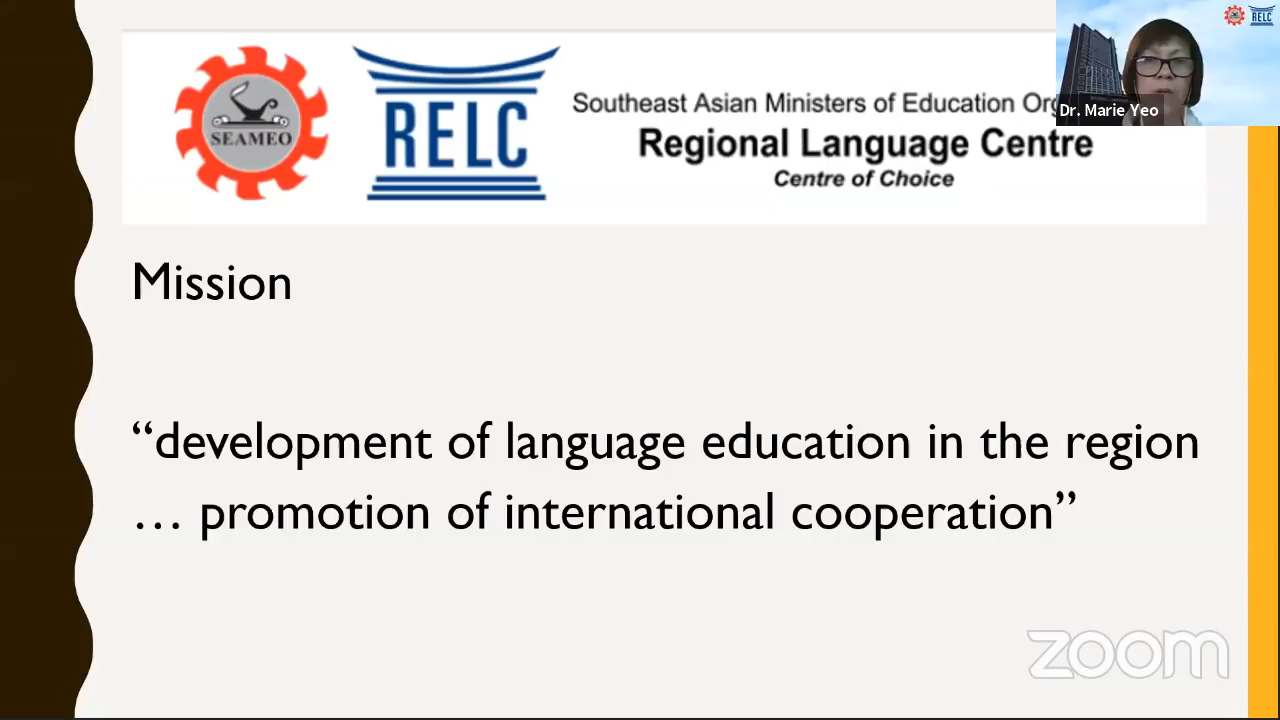 SEAMEO
RELC
Southeast Asian Ministers of Education
Regional Language Centre
Centre of Choice
RELC
Dr. Marie Yeo
Mission
“development of language education in the region
… promotion of international cooperation”
zoom